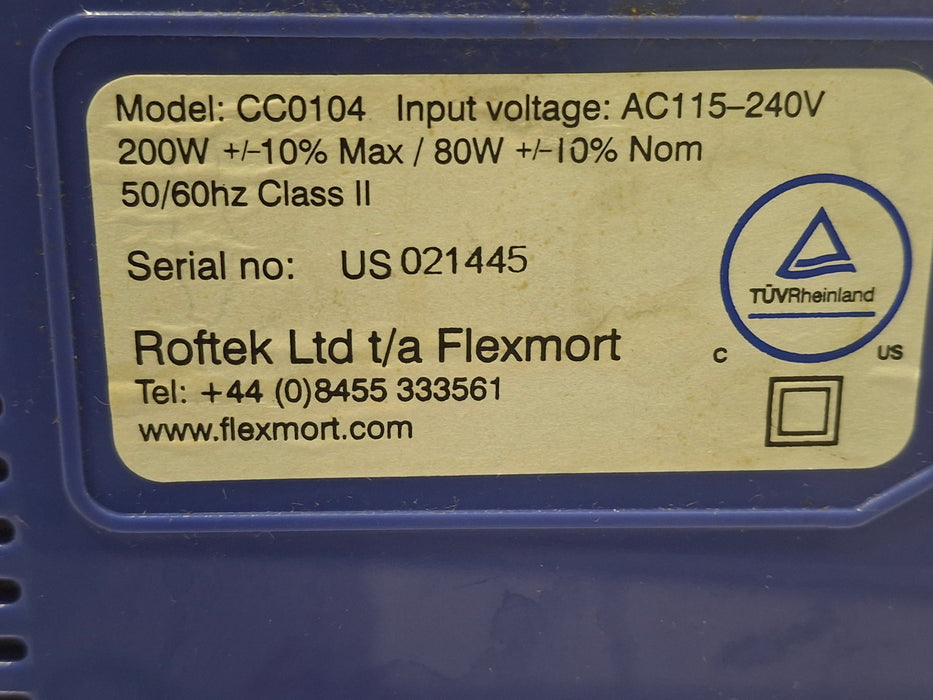 Model: CC0104 Input voltage: AC115–240V
200W +/–10% Max / 80W +/–10% Nom
50/60hz Class II
Serial no: US 021445
TÜVRheinland
C US
Roftek Ltd t/a Flexmort
Tel: +44 (0)8455 333561
www.flexmort.com